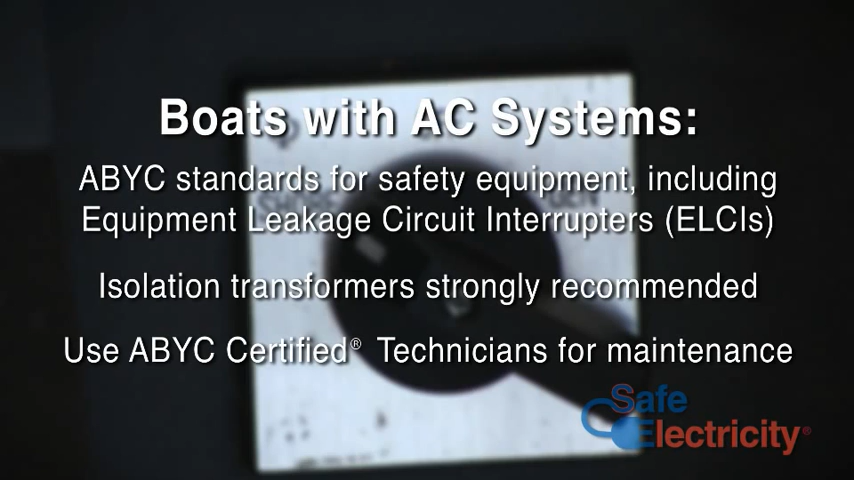 Boats with AC Systems:
ABYC standards for safety equipment, including
Equipment Leakage Circuit Interrupters (ELCIs)
Isolation transformers strongly recommended
Use ABYC Certified® Technicians for maintenance
Safe
Electricity®